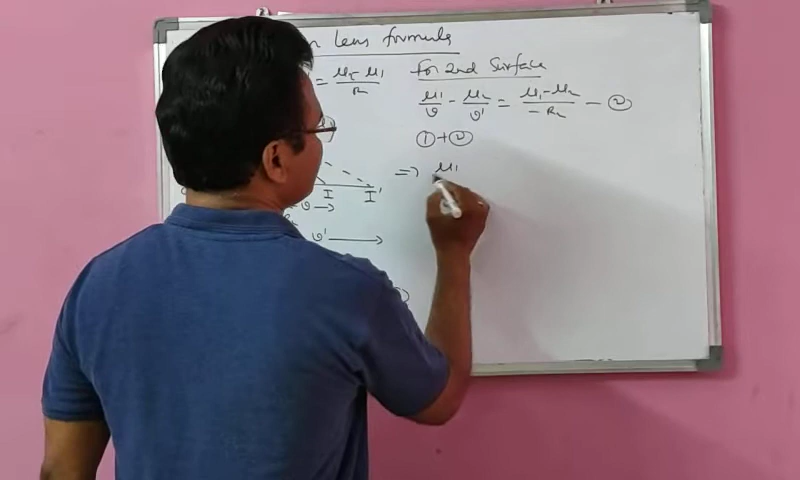 n Lens formula
= μ₂ - μ₁ / R
I I'
υ →
υ' →
For 2nd Surface
μ₁/υ - μ₂/υ' = μ₁-μ₂/-R₂ - ②
①+②
=> μ₁